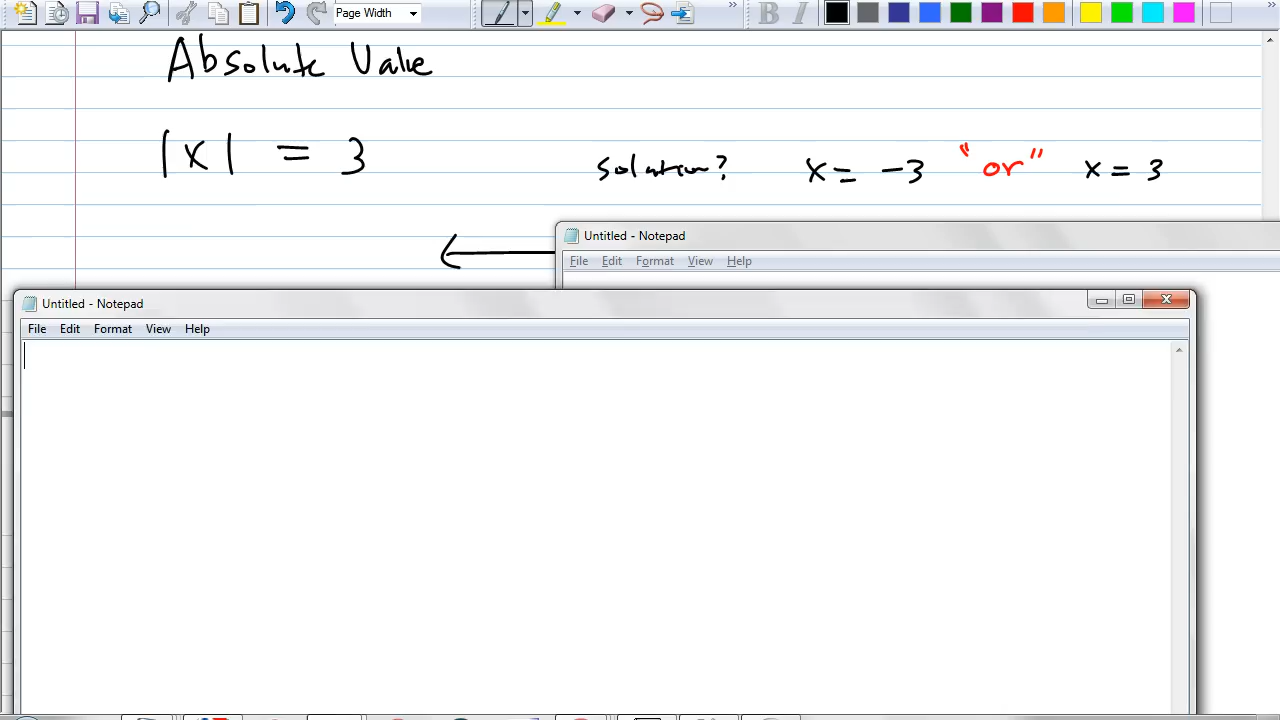 Page Width
B I
Absolute Value
|x| = 3
solution? x = -3 "or" x = 3
Untitled - Notepad
File Edit Format View Help
Untitled - Notepad
File Edit Format View Help